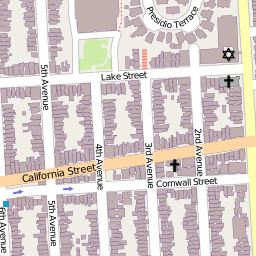 Presidio Terrace
Lake Street
5th Avenue
4th Avenue
3rd Avenue
2nd Avenue
California Street
Cornwall Street
5th Avenue
6th Avenue